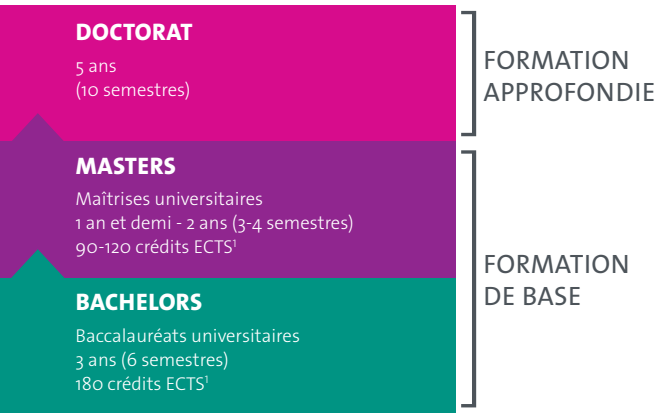 DOCTORAT
5 ans
(10 semestres)
FORMATION
APPROFONDIE
MASTERS
Maîtrises universitaires
1 an et demi - 2 ans (3-4 semestres)
90-120 crédits ECTS¹
FORMATION
DE BASE
BACHELORS
Baccalauréats universitaires
3 ans (6 semestres)
180 crédits ECTS¹